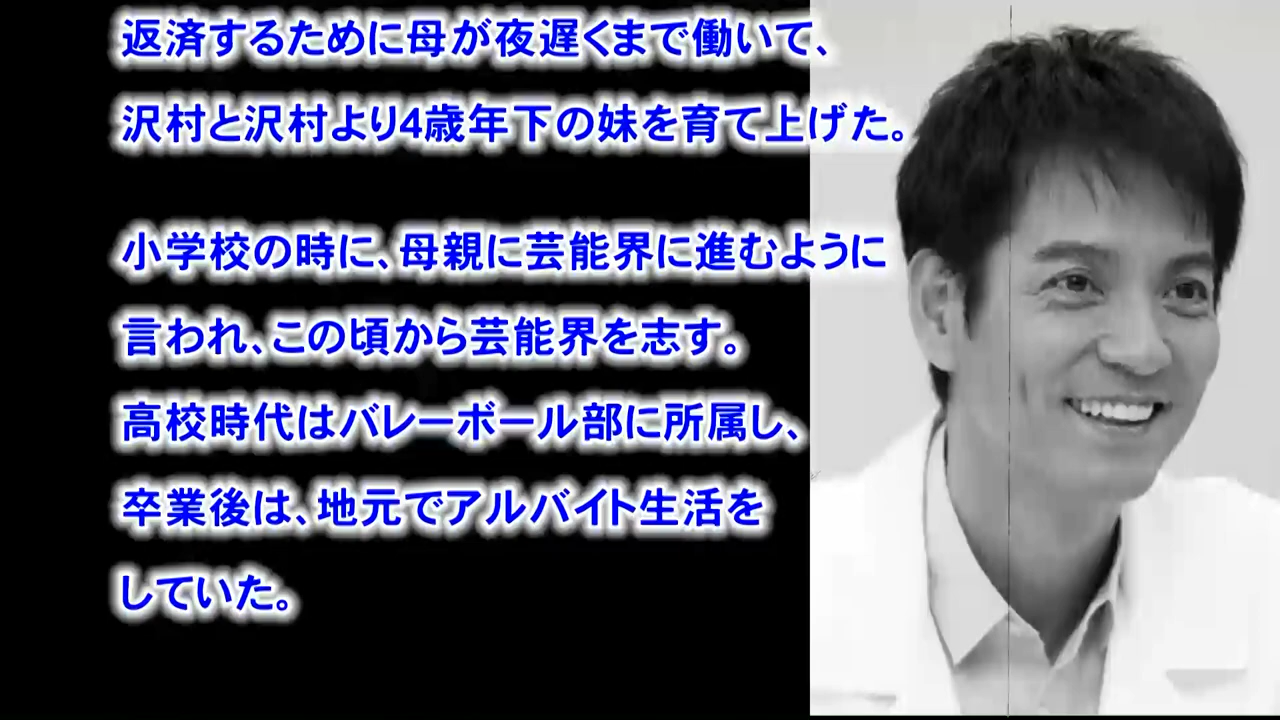 返済するために母が夜遅くまで働いて、
沢村と沢村より4歳年下の妹を育て上げた。
小学校の時に、母親に芸能界に進むように
言われ、この頃から芸能界を志す。
高校時代はバレーボール部に所属し、
卒業後は、地元でアルバイト生活を
していた。